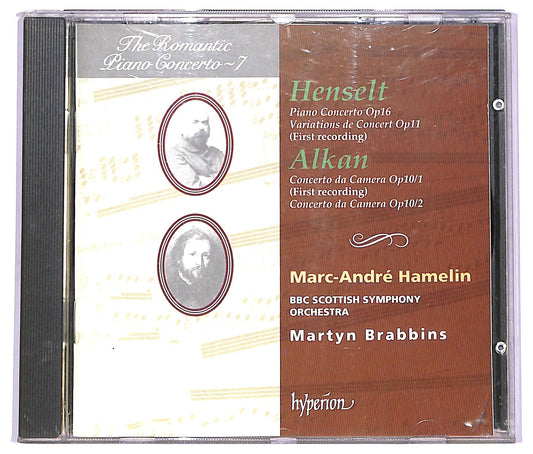 The Romantic
Piano Concerto~7
Henselt
Piano Concerto Op16
Variations de Concert Op11
(First recording)
Alkan
Concerto da Camera Op10/1
(First recording)
Concerto da Camera Op10/2
Marc-André Hamelin
BBC SCOTTISH SYMPHONY
ORCHESTRA
Martyn Brabbins
hyperion